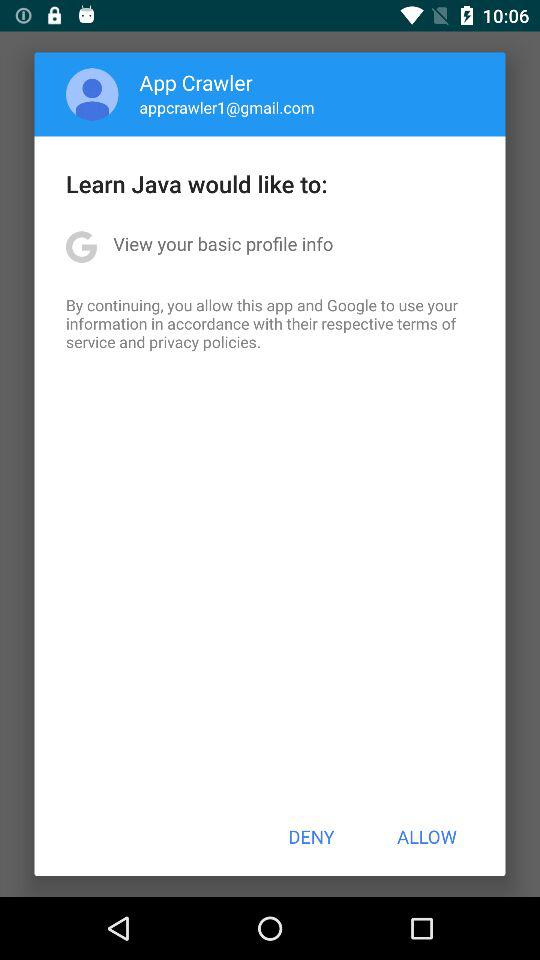 10:06
App Crawler
appcrawler1@gmail.com
Learn Java would like to:
View your basic profile info
By continuing, you allow this app and Google to use your
information in accordance with their respective terms of
service and privacy policies.
DENY ALLOW